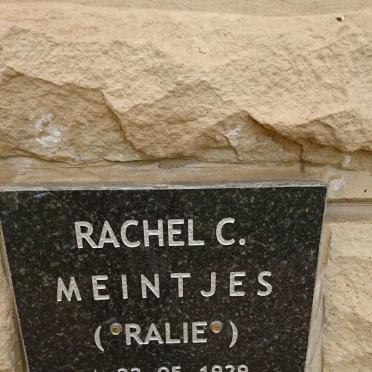 RACHEL C.
MEINTJES
(°RALIE°)